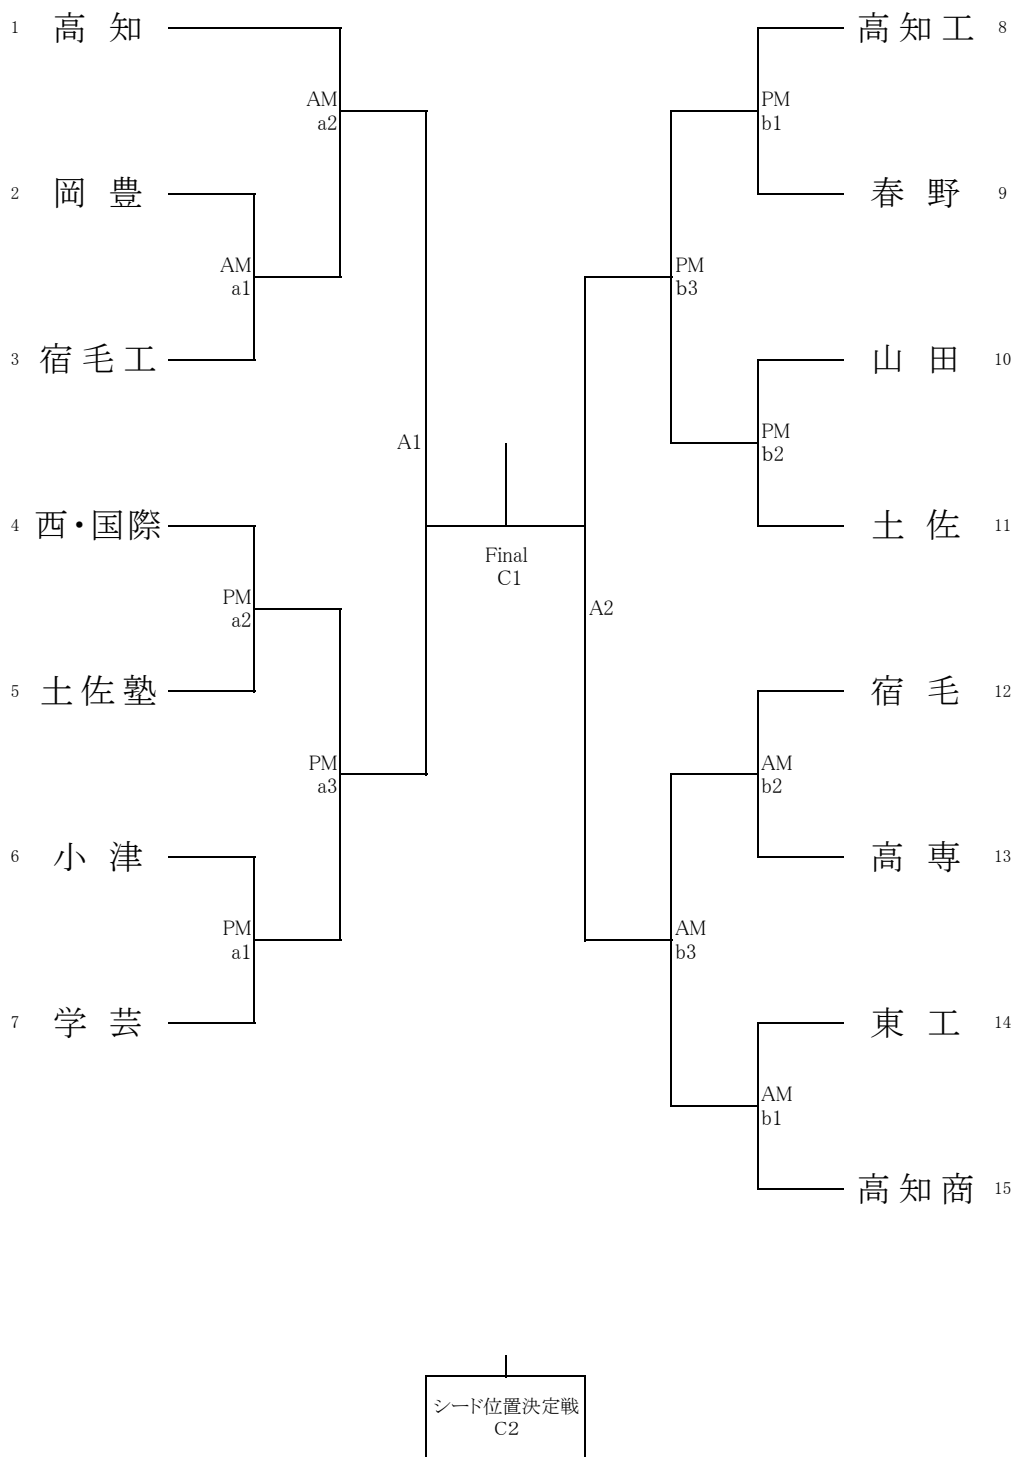 1 高知
AM
a2
2 岡豊
AM
a1
3 宿毛工
A1
4 西・国際
PM
a2
5 土佐塾
PM
a3
6 小津
PM
a1
7 学芸
Final
C1
高知工 8
PM
b1
春野 9
PM
b3
山田 10
PM
b2
土佐 11
A2
宿毛 12
AM
b2
高専 13
AM
b3
東工 14
AM
b1
高知商 15
シード位置決定戦
C2